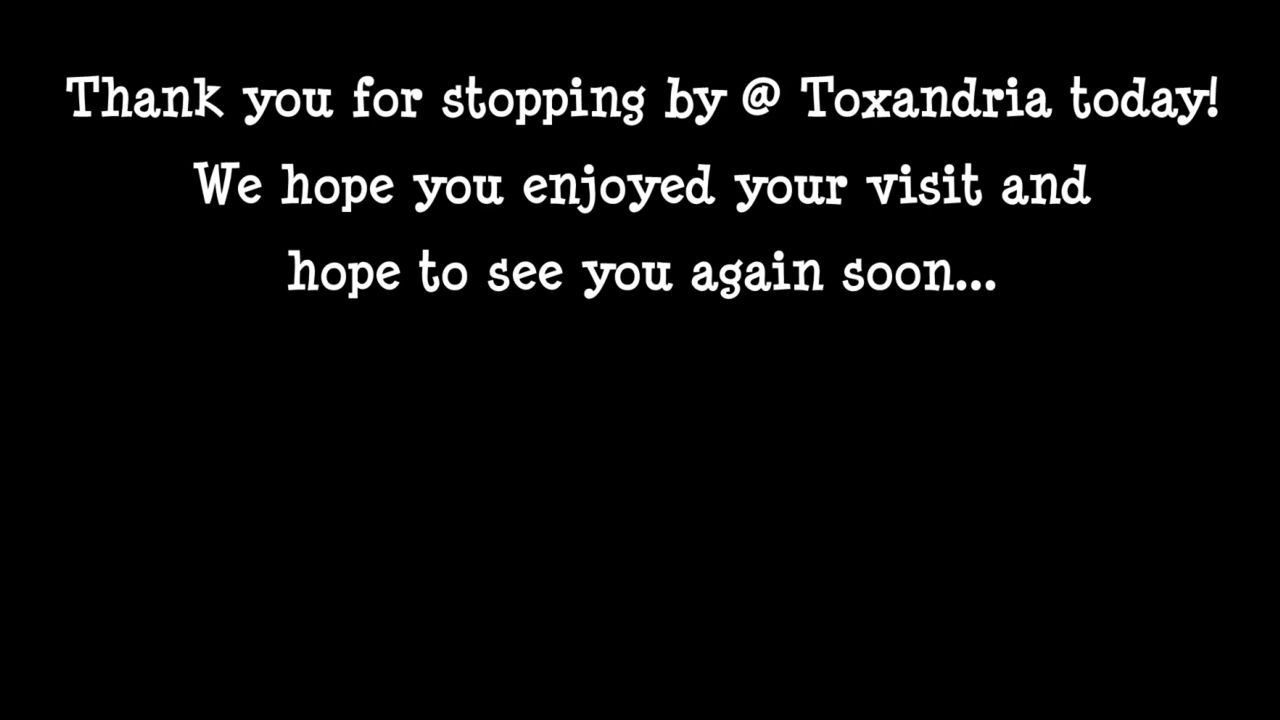 Thank you for stopping by @ Toxandria today!
We hope you enjoyed your visit and
hope to see you again soon...